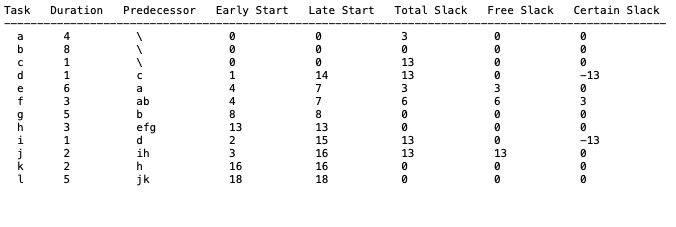 Task Duration Predecessor Early Start Late Start Total Slack Free Slack Certain Slack
a 4 \ 0 0 3 0 0
b 8 \ 0 0 0 0 0
c 1 \ 0 0 13 0 0
d 1 c 1 14 13 0 -13
e 6 a 4 7 3 3 0
f 3 ab 4 7 6 6 3
g 5 b 8 8 0 0 0
h 3 efg 13 13 0 0 0
i 1 d 2 15 13 0 -13
j 2 ih 3 16 13 13 0
k 2 h 16 16 0 0 0
l 5 jk 18 18 0 0 0